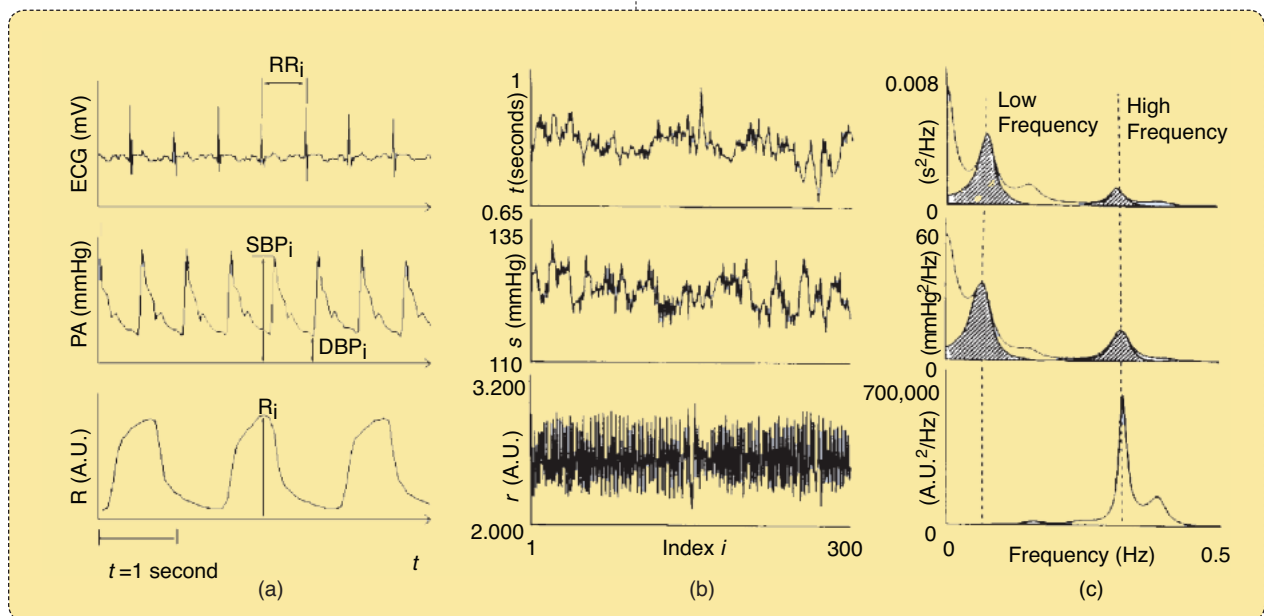 ECG (mV)
RRᵢ
PA (mmHg)
SBPᵢ
DBPᵢ
R (A.U.)
Rᵢ
t =1 second
t
(a)
1
t (seconds)
0.65
135
s (mmHg)
110
3.200
r (A.U.)
2.000
1
Index i
300
(b)
0.008
Low
Frequency
High
Frequency
(s²/Hz)
0
60
(mmHg²/Hz)
0
700,000
(A.U.²/Hz)
0
0
Frequency (Hz)
0.5
(c)